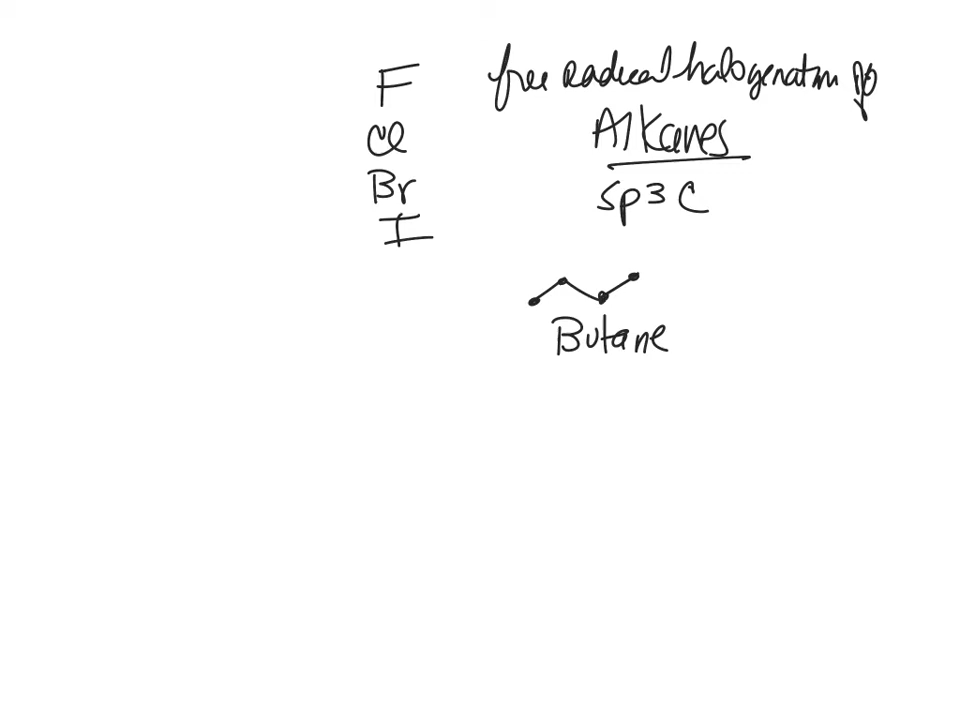 F
Cl
Br
I
free radical halogenation
Alkanes
sp3 C
Butane